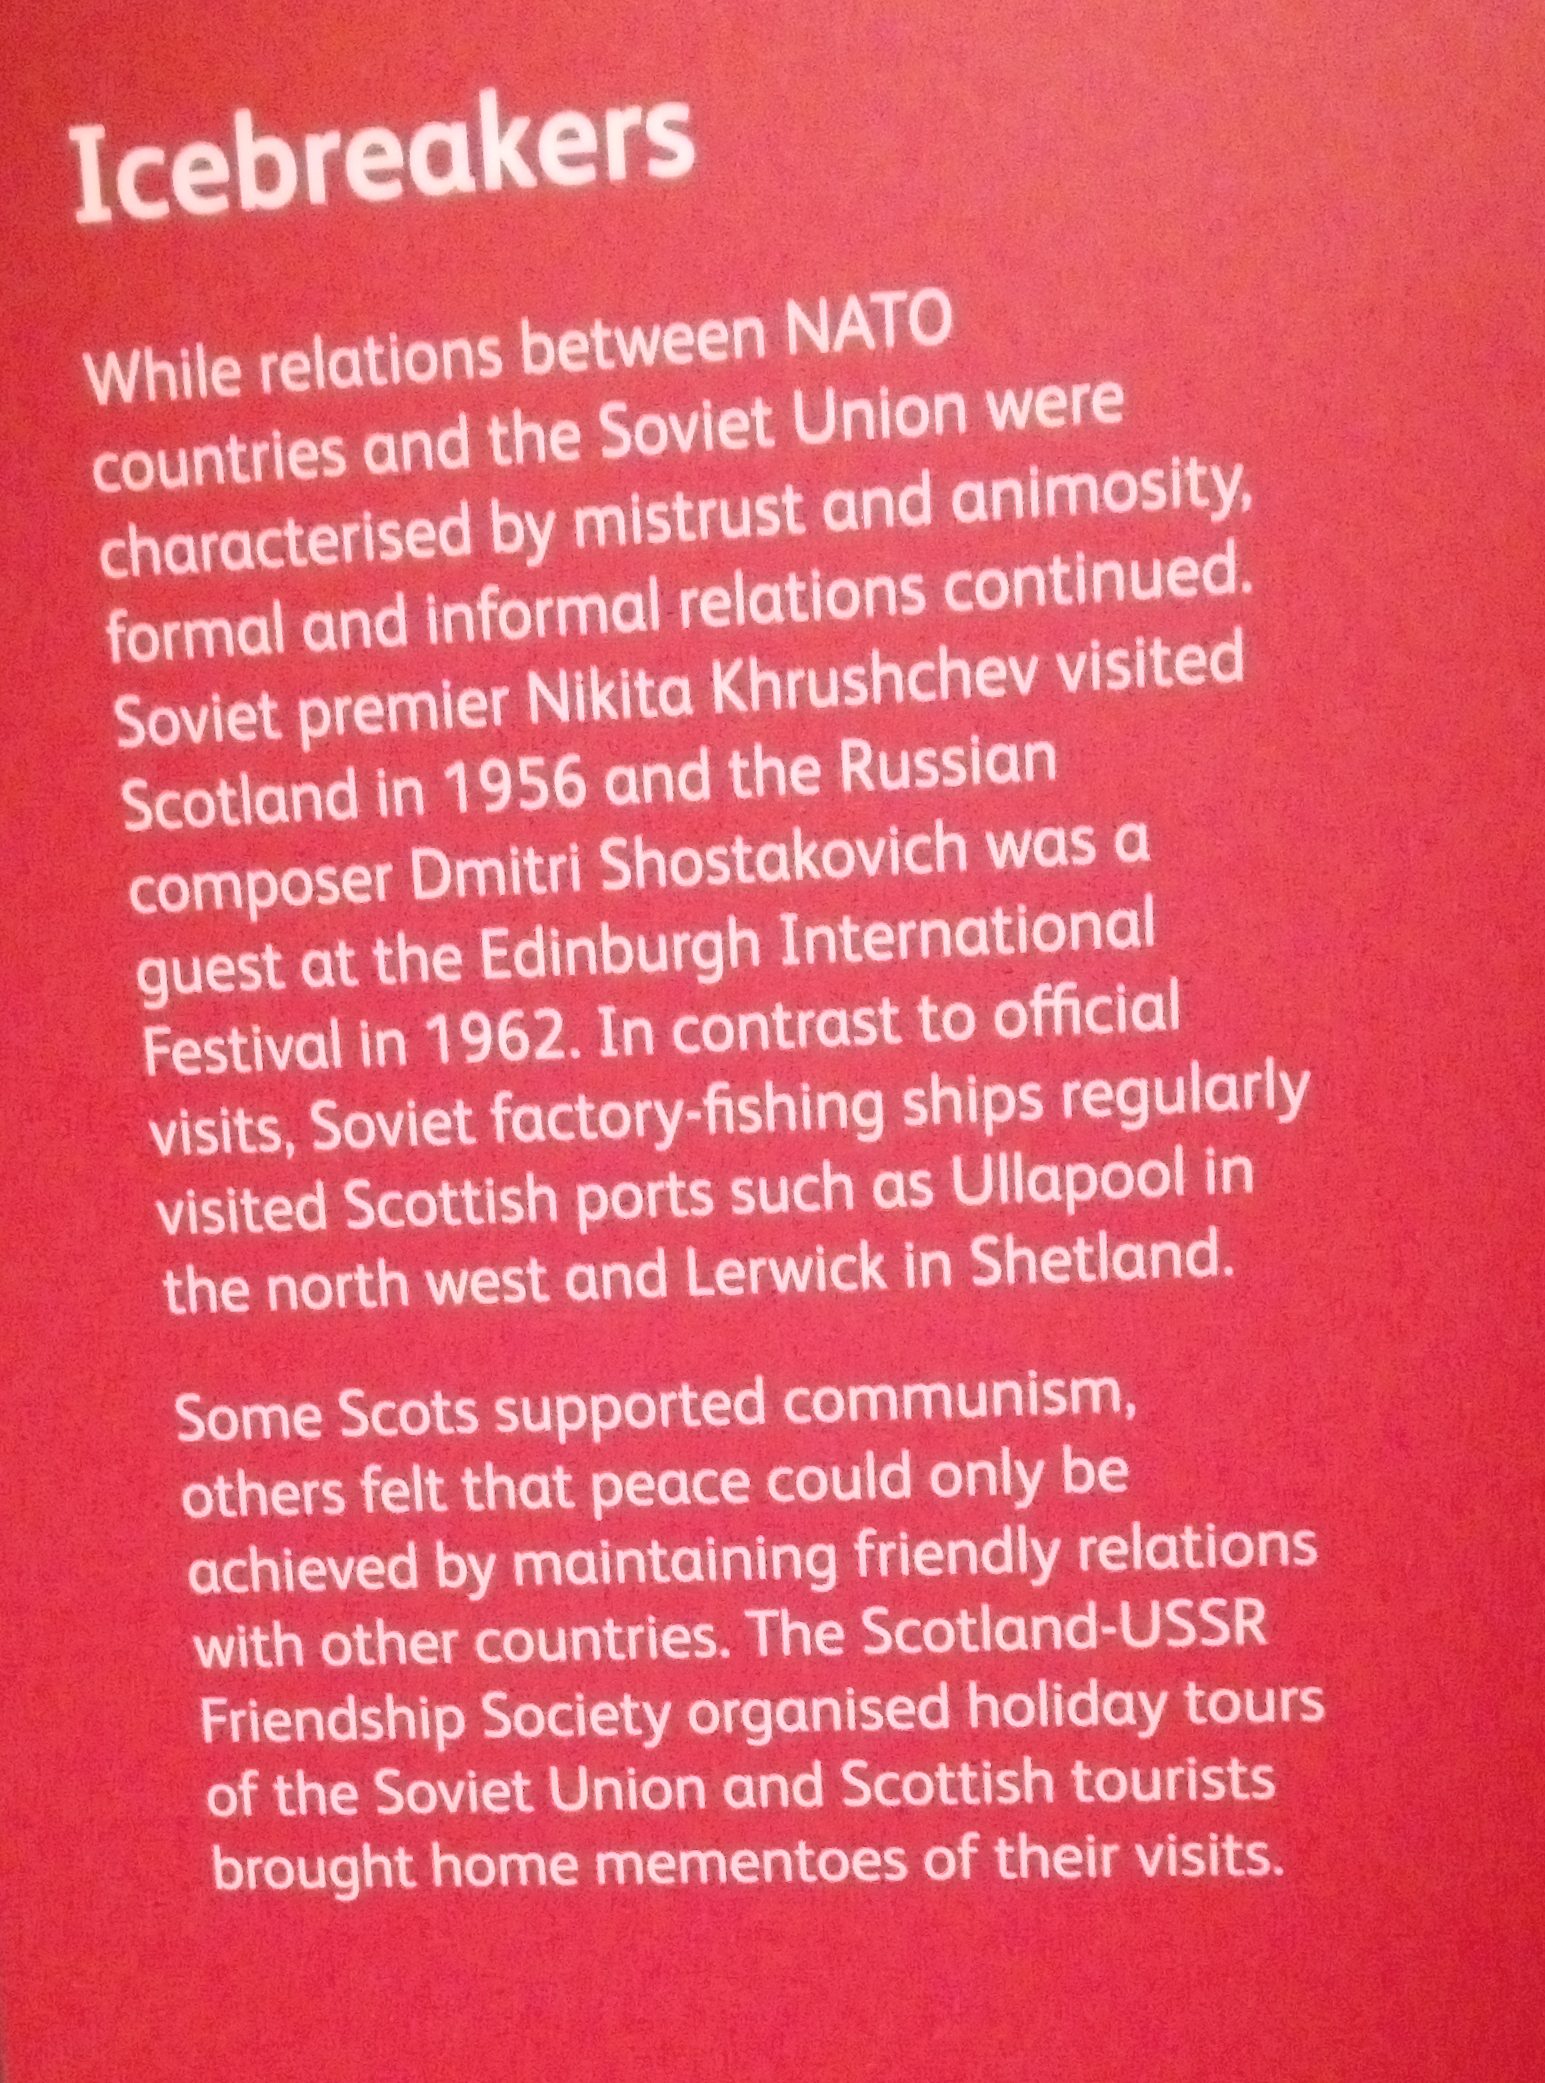 Icebreakers
While relations between NATO
countries and the Soviet Union were
characterised by mistrust and animosity,
formal and informal relations continued.
Soviet premier Nikita Khrushchev visited
Scotland in 1956 and the Russian
composer Dmitri Shostakovich was a
guest at the Edinburgh International
Festival in 1962. In contrast to official
visits, Soviet factory-fishing ships regularly
visited Scottish ports such as Ullapool in
the north west and Lerwick in Shetland.
Some Scots supported communism,
others felt that peace could only be
achieved by maintaining friendly relations
with other countries. The Scotland-USSR
Friendship Society organised holiday tours
of the Soviet Union and Scottish tourists
brought home mementoes of their visits.